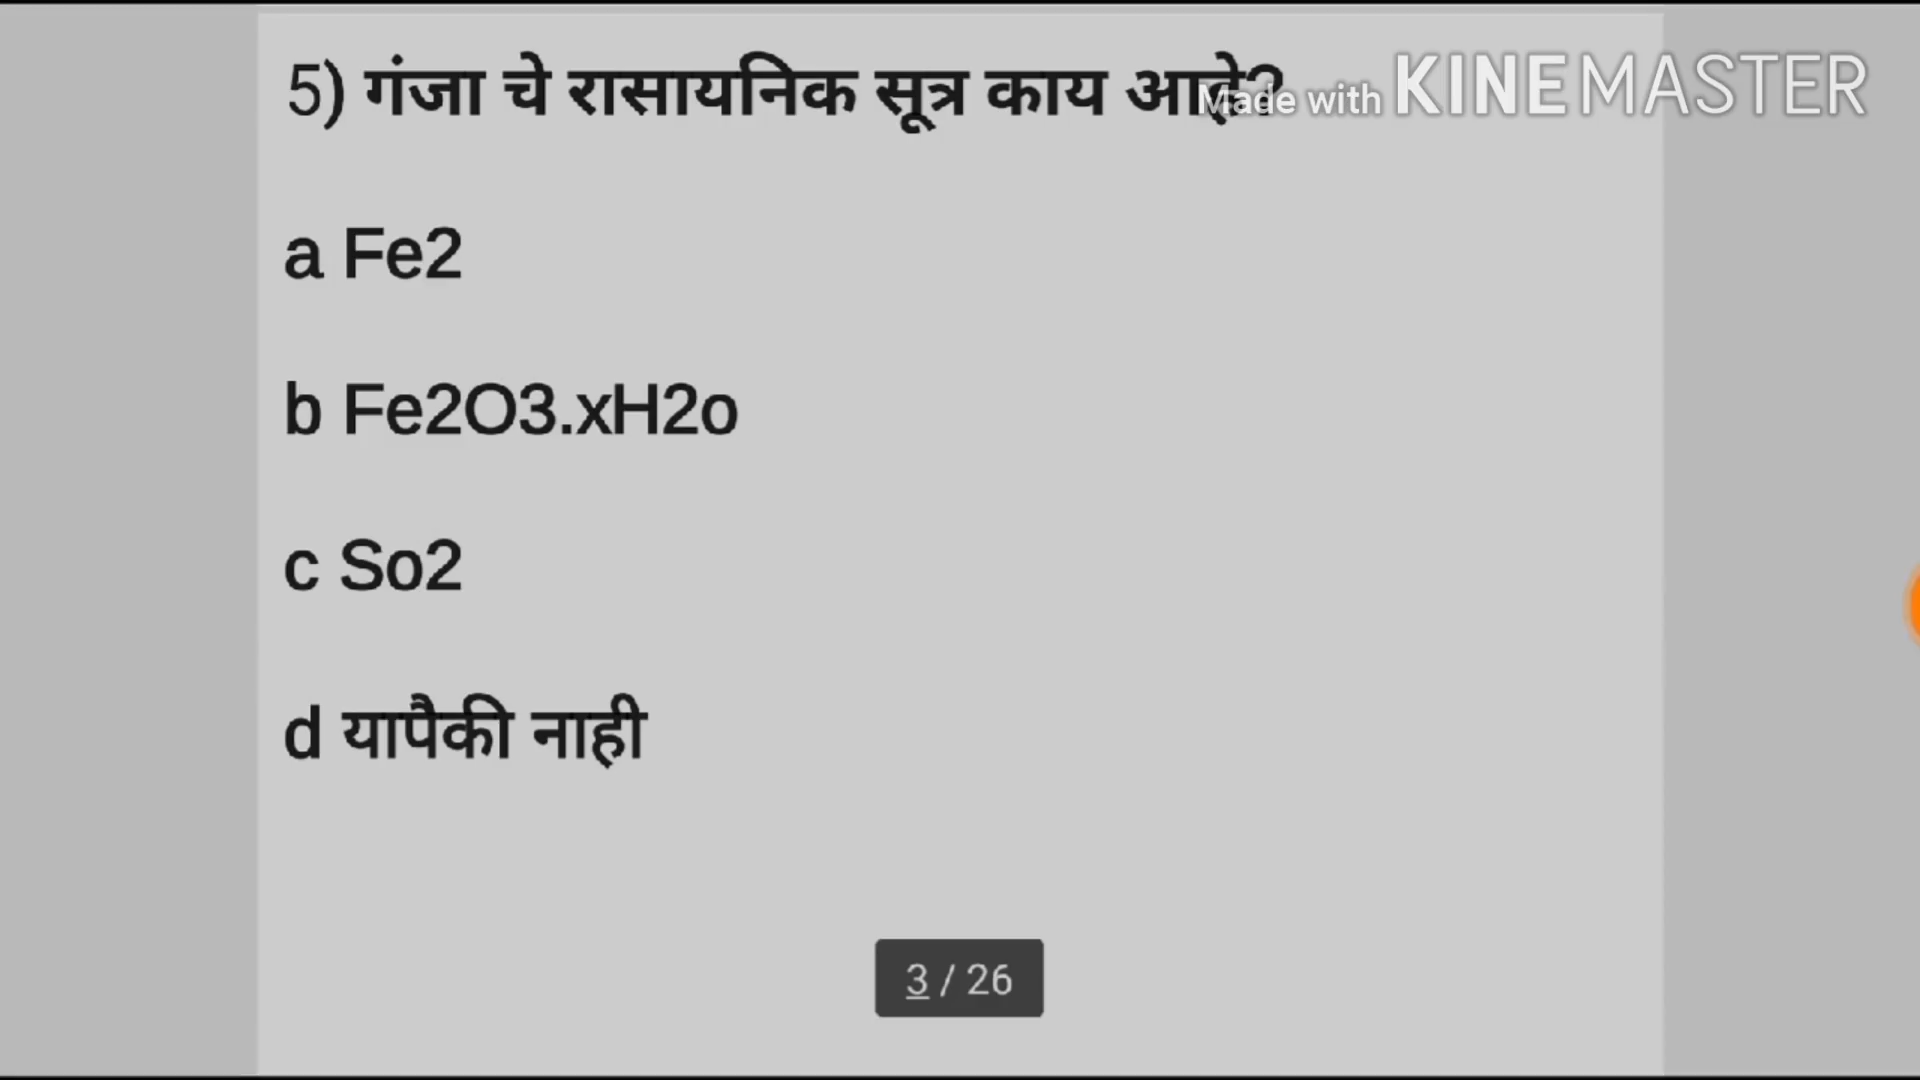 5) गंजा चे रासायनिक सूत्र काय आहे?
Made with KINEMASTER
a Fe2
b Fe2O3.xH2o
c So2
d यापैकी नाही
3 / 26